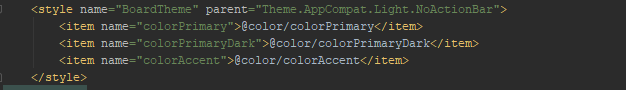 <style name="BoardTheme" parent="Theme.AppCompat.Light.NoActionBar">
<item name="colorPrimary">@color/colorPrimary</item>
<item name="colorPrimaryDark">@color/colorPrimaryDark</item>
<item name="colorAccent">@color/colorAccent</item>
</style>